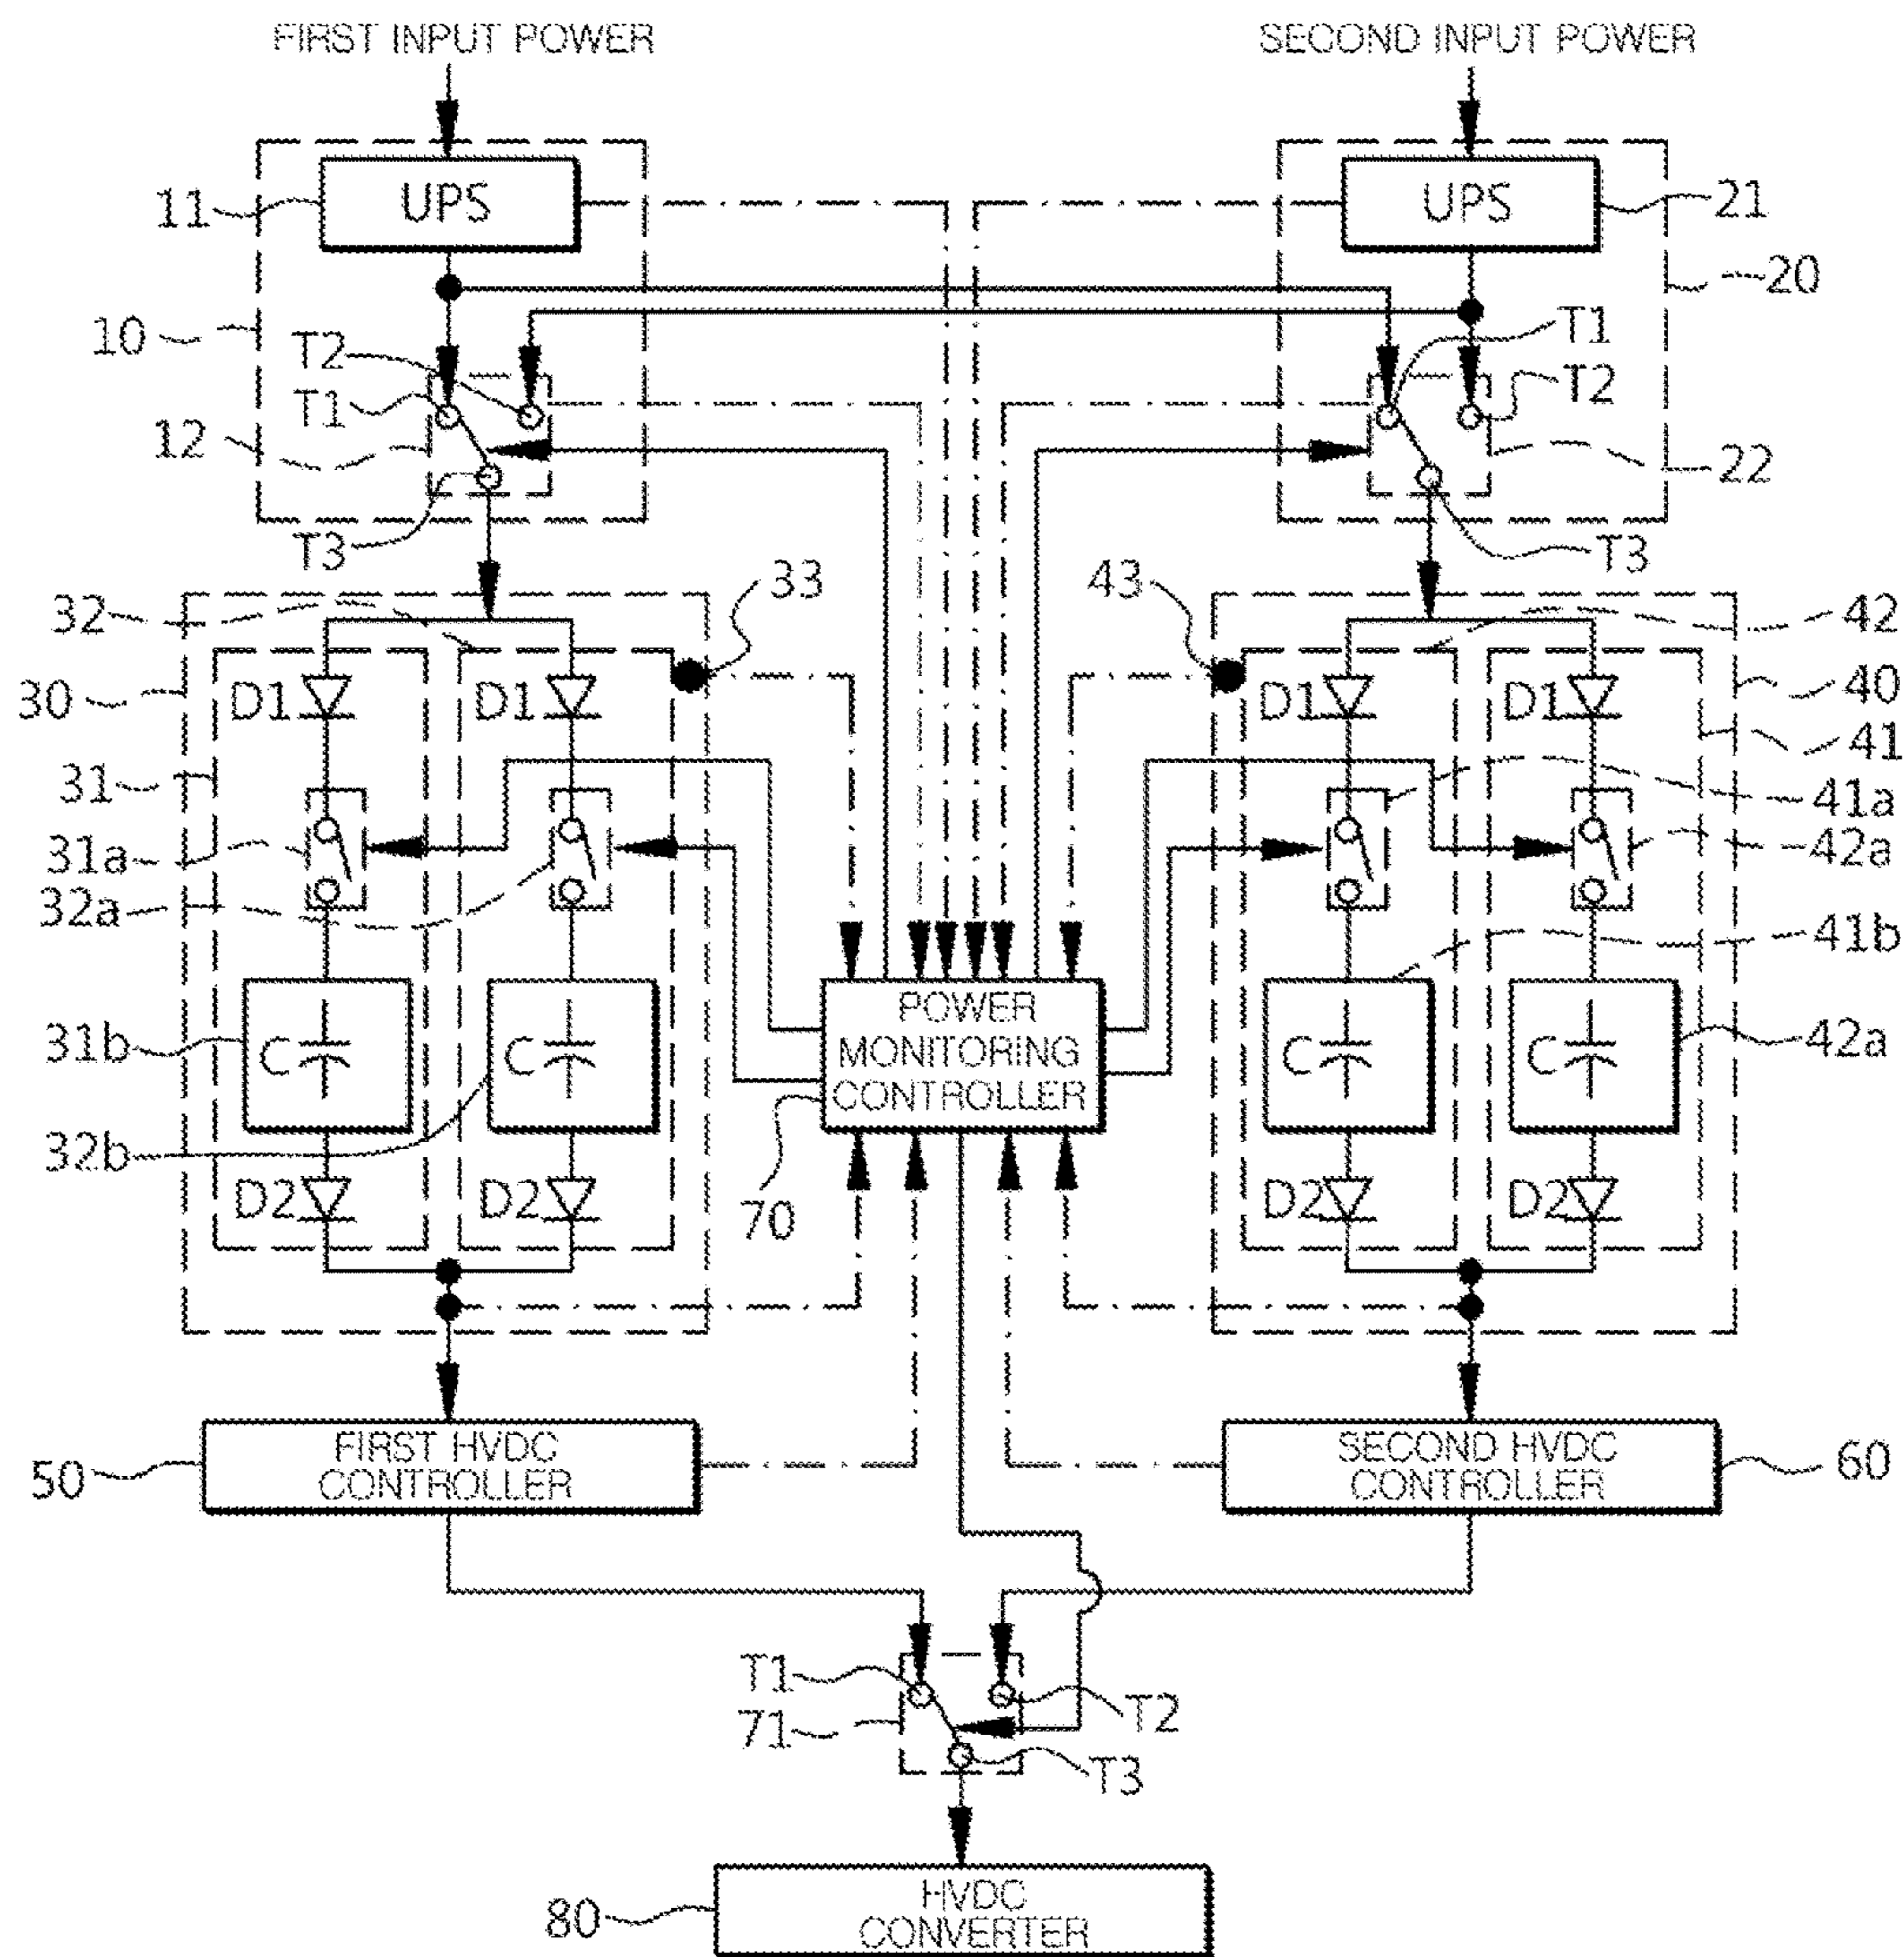 FIRST INPUT POWER
SECOND INPUT POWER
11
UPS
UPS
21
20
10
T2
T1
T1
T2
12
22
T3
T3
32
33
43
42
30
D1
D1
D1
D1
40
31
41
41a
31a
42a
32a
41b
31b
C
C
POWER
MONITORING
CONTROLLER
C
C
42a
32b
D2
D2
70
D2
D2
50
FIRST HVDC
CONTROLLER
SECOND HVDC
CONTROLLER
60
T1
T2
71
T3
80
HVDC
CONVERTER